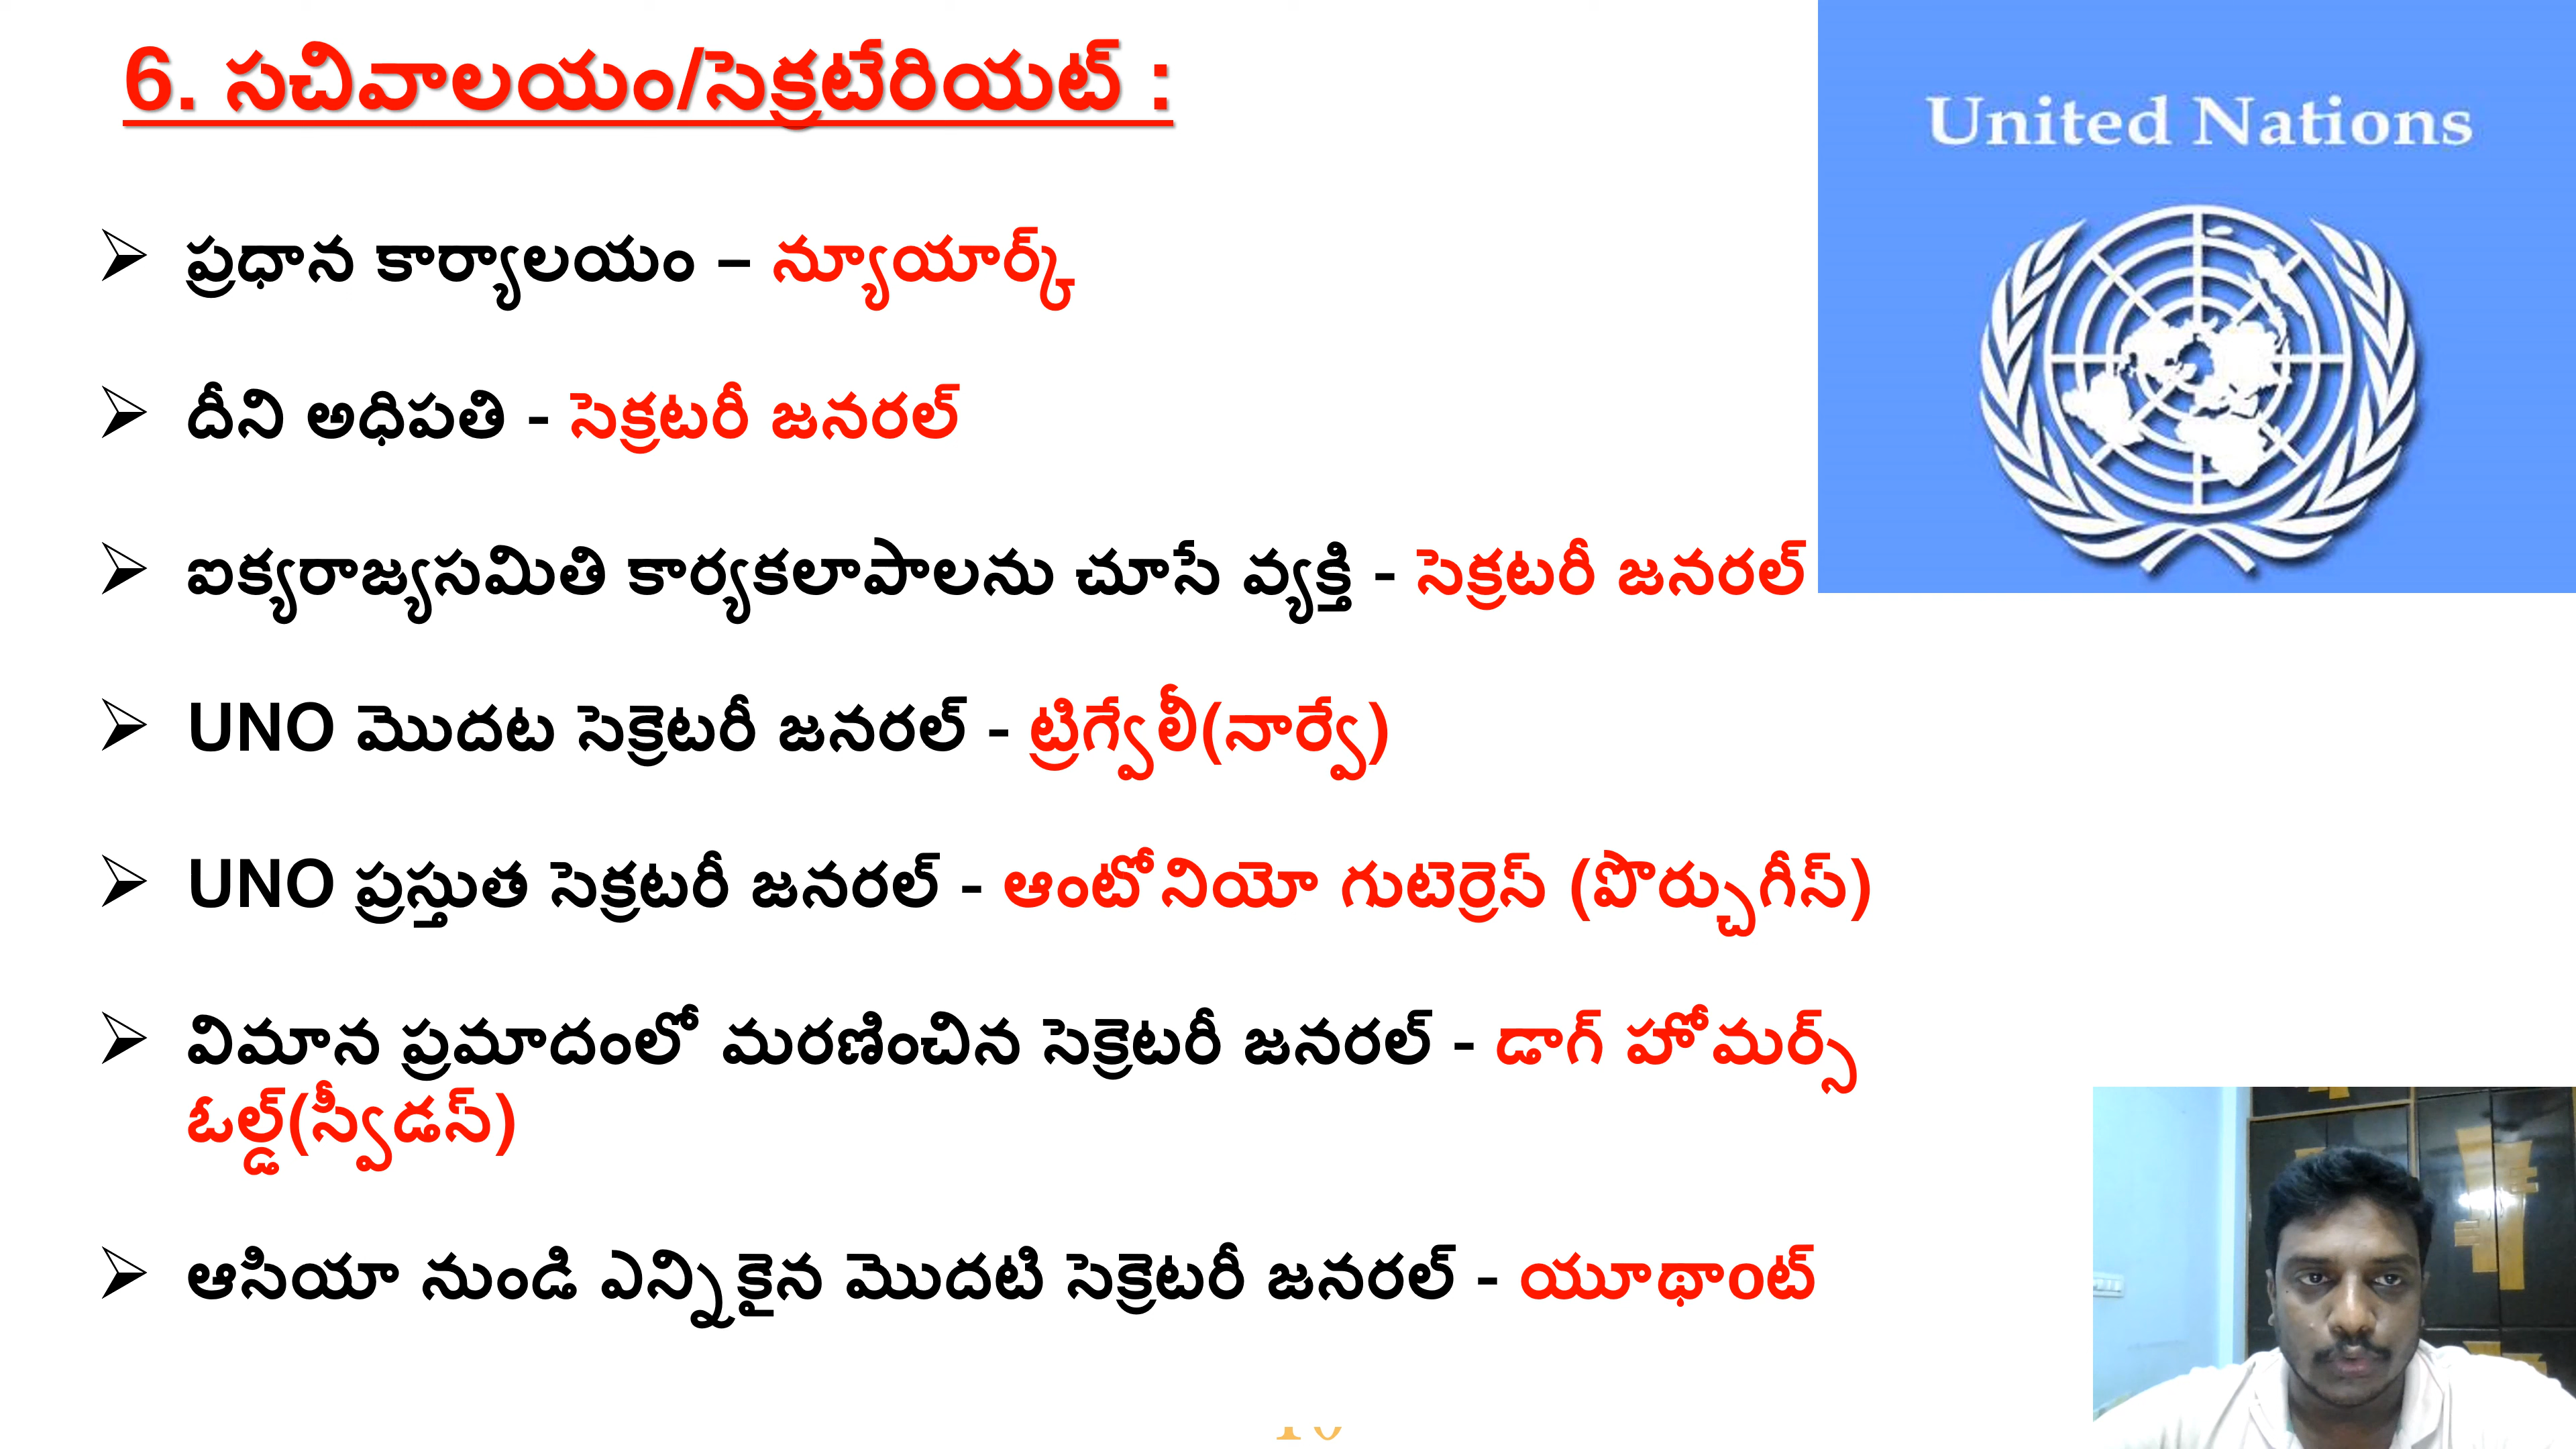 6. సచివాలయం/సెక్రటేరియట్ :
United Nations
ప్రధాన కార్యాలయం – న్యూయార్క్
దీని అధిపతి - సెక్రటరీ జనరల్
ఐక్యరాజ్యసమితి కార్యకలాపాలను చూసే వ్యక్తి - సెక్రటరీ జనరల్
UNO మొదట సెక్రెటరీ జనరల్ - ట్రిగ్వేలీ(నార్వే)
UNO ప్రస్తుత సెక్రటరీ జనరల్ - ఆంటోనియో గుటెర్రెస్ (పొర్చుగీస్)
విమాన ప్రమాదంలో మరణించిన సెక్రెటరీ జనరల్ - డాగ్ హోమర్స్
ఓల్డ్(స్వీడస్)
ఆసియా నుండి ఎన్నికైన మొదటి సెక్రెటరీ జనరల్ - యూథాంట్